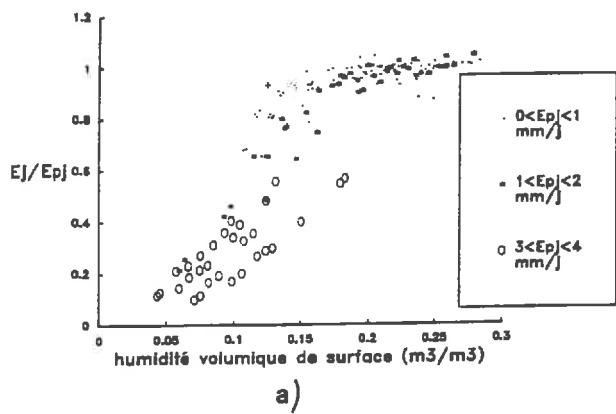 1.2
1
0.8
0.6
0.4
0.2
0
Ej/Epj
0.05
0.1
0.15
0.2
0.25
0.3
humidité volumique de surface (m3/m3)
0<Epj<1
mm/j
1<Epj<2
mm/j
3<Epj<4
mm/j
a)